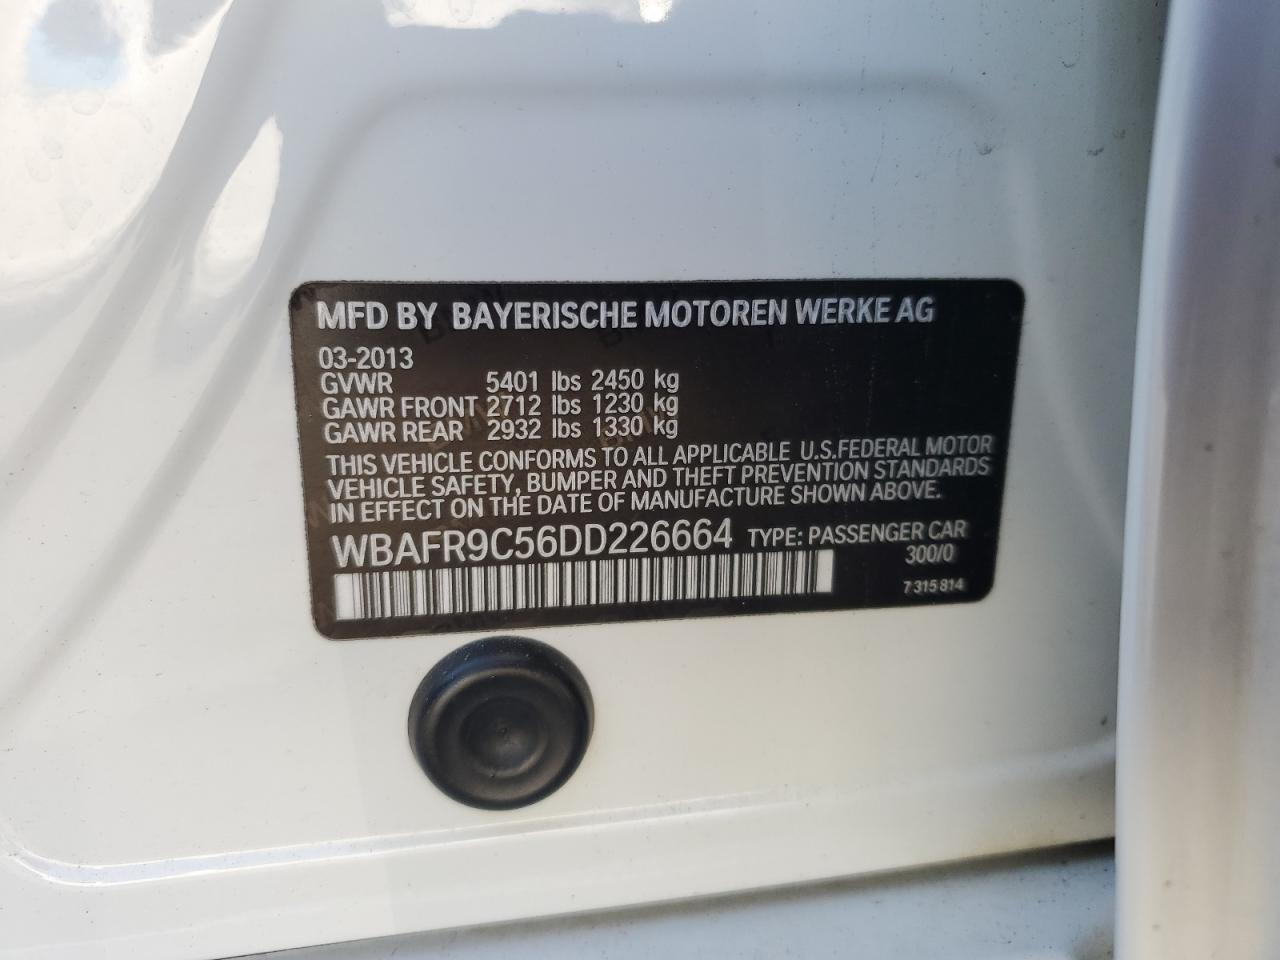 MFD BY BAYERISCHE MOTOREN WERKE AG
03-2013
GVWR 5401 lbs 2450 kg
GAWR FRONT 2712 lbs 1230 kg
GAWR REAR 2932 lbs 1330 kg
THIS VEHICLE CONFORMS TO ALL APPLICABLE U.S.FEDERAL MOTOR
VEHICLE SAFETY, BUMPER AND THEFT PREVENTION STANDARDS
IN EFFECT ON THE DATE OF MANUFACTURE SHOWN ABOVE.
WBAFR9C56DD226664 TYPE: PASSENGER CAR
300/0
7 315 814